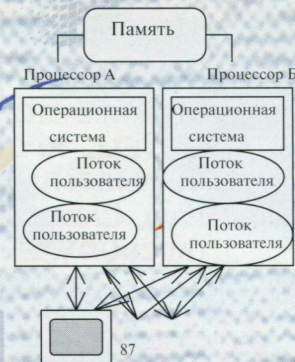 Память
Процессор А
Процессор Б
Операционная
система
Поток
пользователя
Поток
пользователя
Операционная
система
Поток
пользователя
Поток
пользователя
87